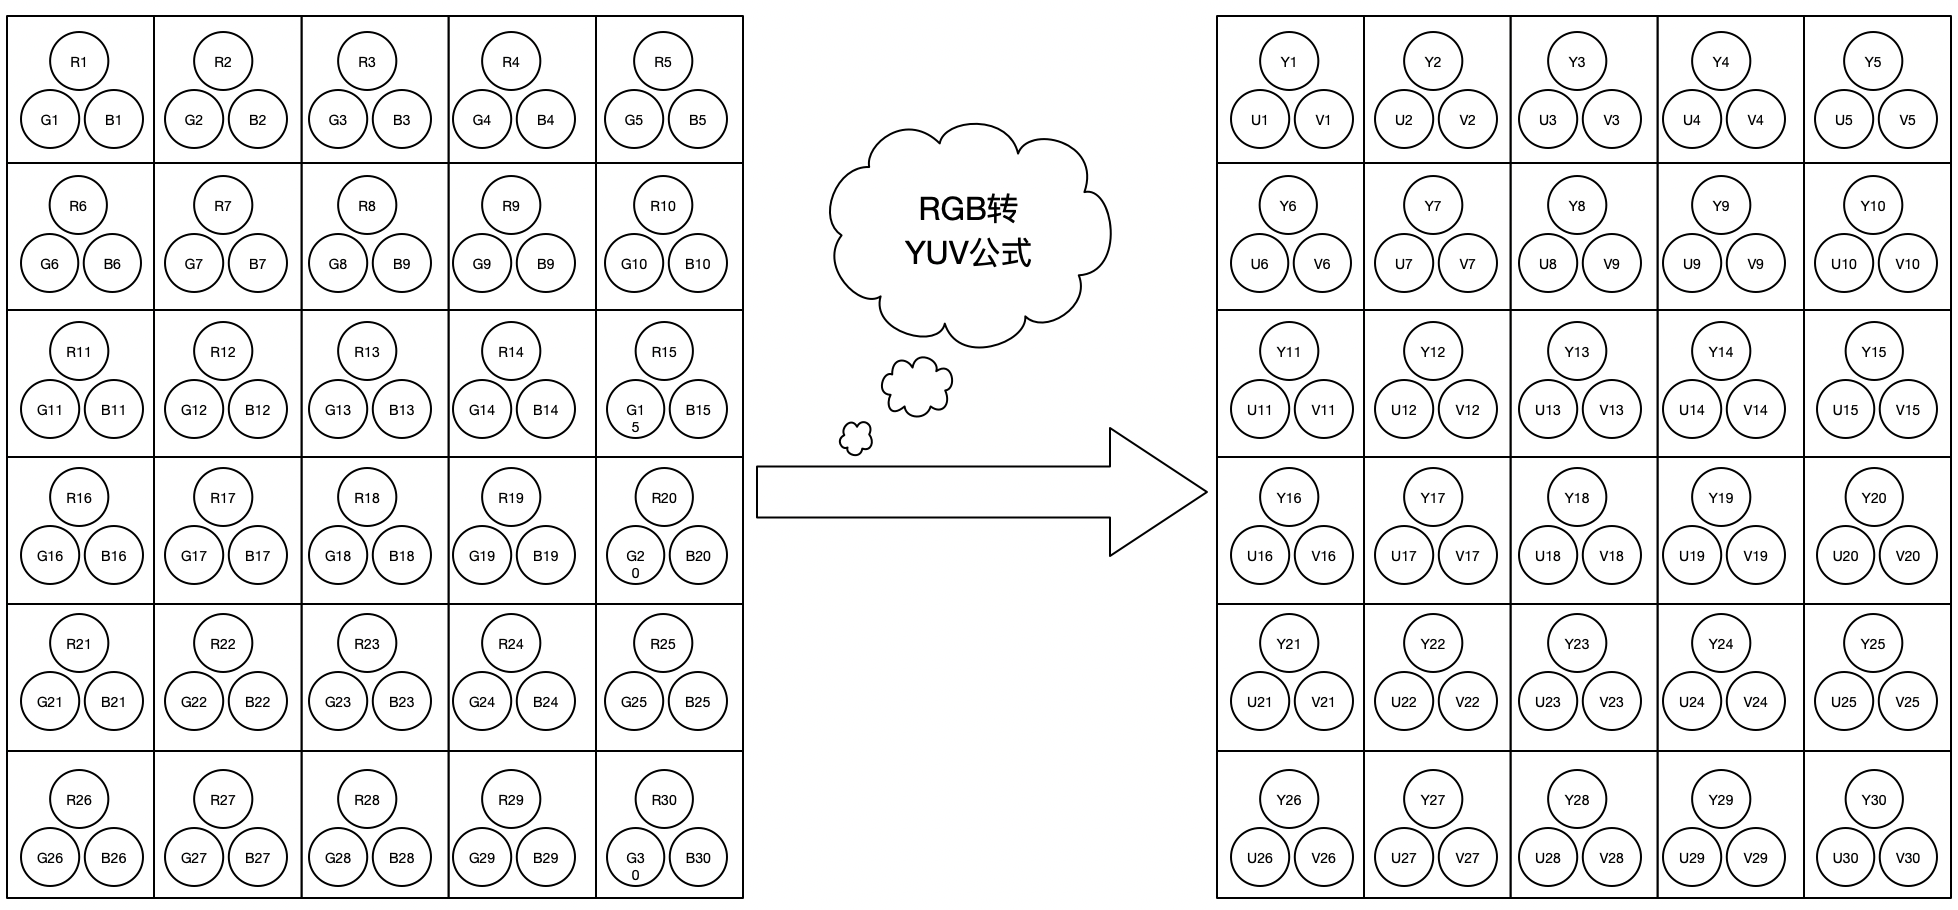 R1 R2 R3 R4 R5
G1 B1 G2 B2 G3 B3 G4 B4 G5 B5
R6 R7 R8 R9 R10
G6 B6 G7 B7 G8 B9 G9 B9 G10 B10
R11 R12 R13 R14 R15
G11 B11 G12 B12 G13 B13 G14 B14 G1 B15
5
R16 R17 R18 R19 R20
G16 B16 G17 B17 G18 B18 G19 B19 G2 B20
0
R21 R22 R23 R24 R25
G21 B21 G22 B22 G23 B23 G24 B24 G25 B25
R26 R27 R28 R29 R30
G26 B26 G27 B27 G28 B28 G29 B29 G3 B30
0
RGB转
YUV公式
Y1 Y2 Y3 Y4 Y5
U1 V1 U2 V2 U3 V3 U4 V4 U5 V5
Y6 Y7 Y8 Y9 Y10
U6 V6 U7 V7 U8 V9 U9 V9 U10 V10
Y11 Y12 Y13 Y14 Y15
U11 V11 U12 V12 U13 V13 U14 V14 U15 V15
Y16 Y17 Y18 Y19 Y20
U16 V16 U17 V17 U18 V18 U19 V19 U20 V20
Y21 Y22 Y23 Y24 Y25
U21 V21 U22 V22 U23 V23 U24 V24 U25 V25
Y26 Y27 Y28 Y29 Y30
U26 V26 U27 V27 U28 V28 U29 V29 U30 V30